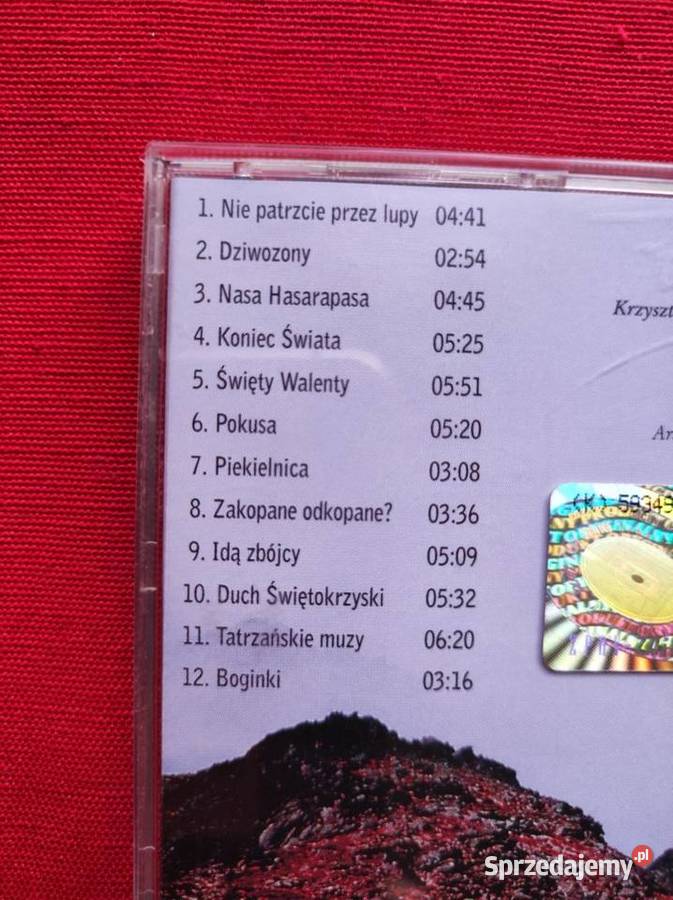 1. Nie patrzcie przez lupy 04:41
2. Dziwozony 02:54
3. Nasa Hasarapasa 04:45
4. Koniec Świata 05:25
5. Święty Walenty 05:51
6. Pokusa 05:20
7. Piekielnica 03:08
8. Zakopane odkopane? 03:36
9. Idą zbójcy 05:09
10. Duch Świętokrzyski 05:32
11. Tatrzańskie muzy 06:20
12. Boginki 03:16
Krzyszt
Ar
(K) 59349
Sprzedajemy.pl